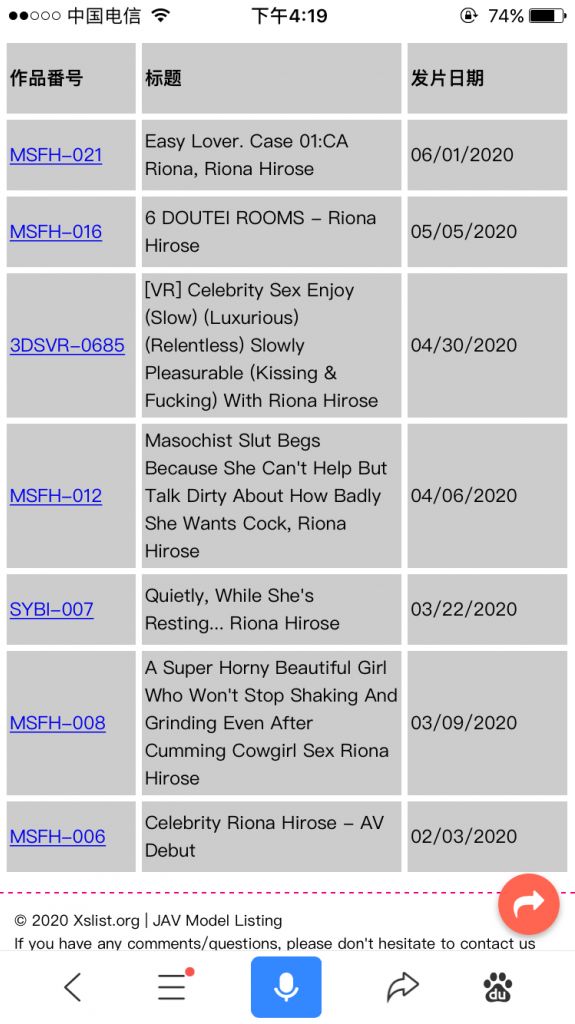 中国电信 下午4:19 74%
作品番号 标题 发片日期
MSFH-021 Easy Lover. Case 01:CA Riona, Riona Hirose 06/01/2020
MSFH-016 6 DOUTEI ROOMS - Riona Hirose 05/05/2020
3DSVR-0685 [VR] Celebrity Sex Enjoy (Slow) (Luxurious) (Relentless) Slowly Pleasurable (Kissing & Fucking) With Riona Hirose 04/30/2020
MSFH-012 Masochist Slut Begs Because She Can't Help But Talk Dirty About How Badly She Wants Cock, Riona Hirose 04/06/2020
SYBI-007 Quietly, While She's Resting... Riona Hirose 03/22/2020
MSFH-008 A Super Horny Beautiful Girl Who Won't Stop Shaking And Grinding Even After Cumming Cowgirl Sex Riona Hirose 03/09/2020
MSFH-006 Celebrity Riona Hirose - AV Debut 02/03/2020
© 2020 Xslist.org | JAV Model Listing
If you have any comments/questions, please don't hesitate to contact us
du